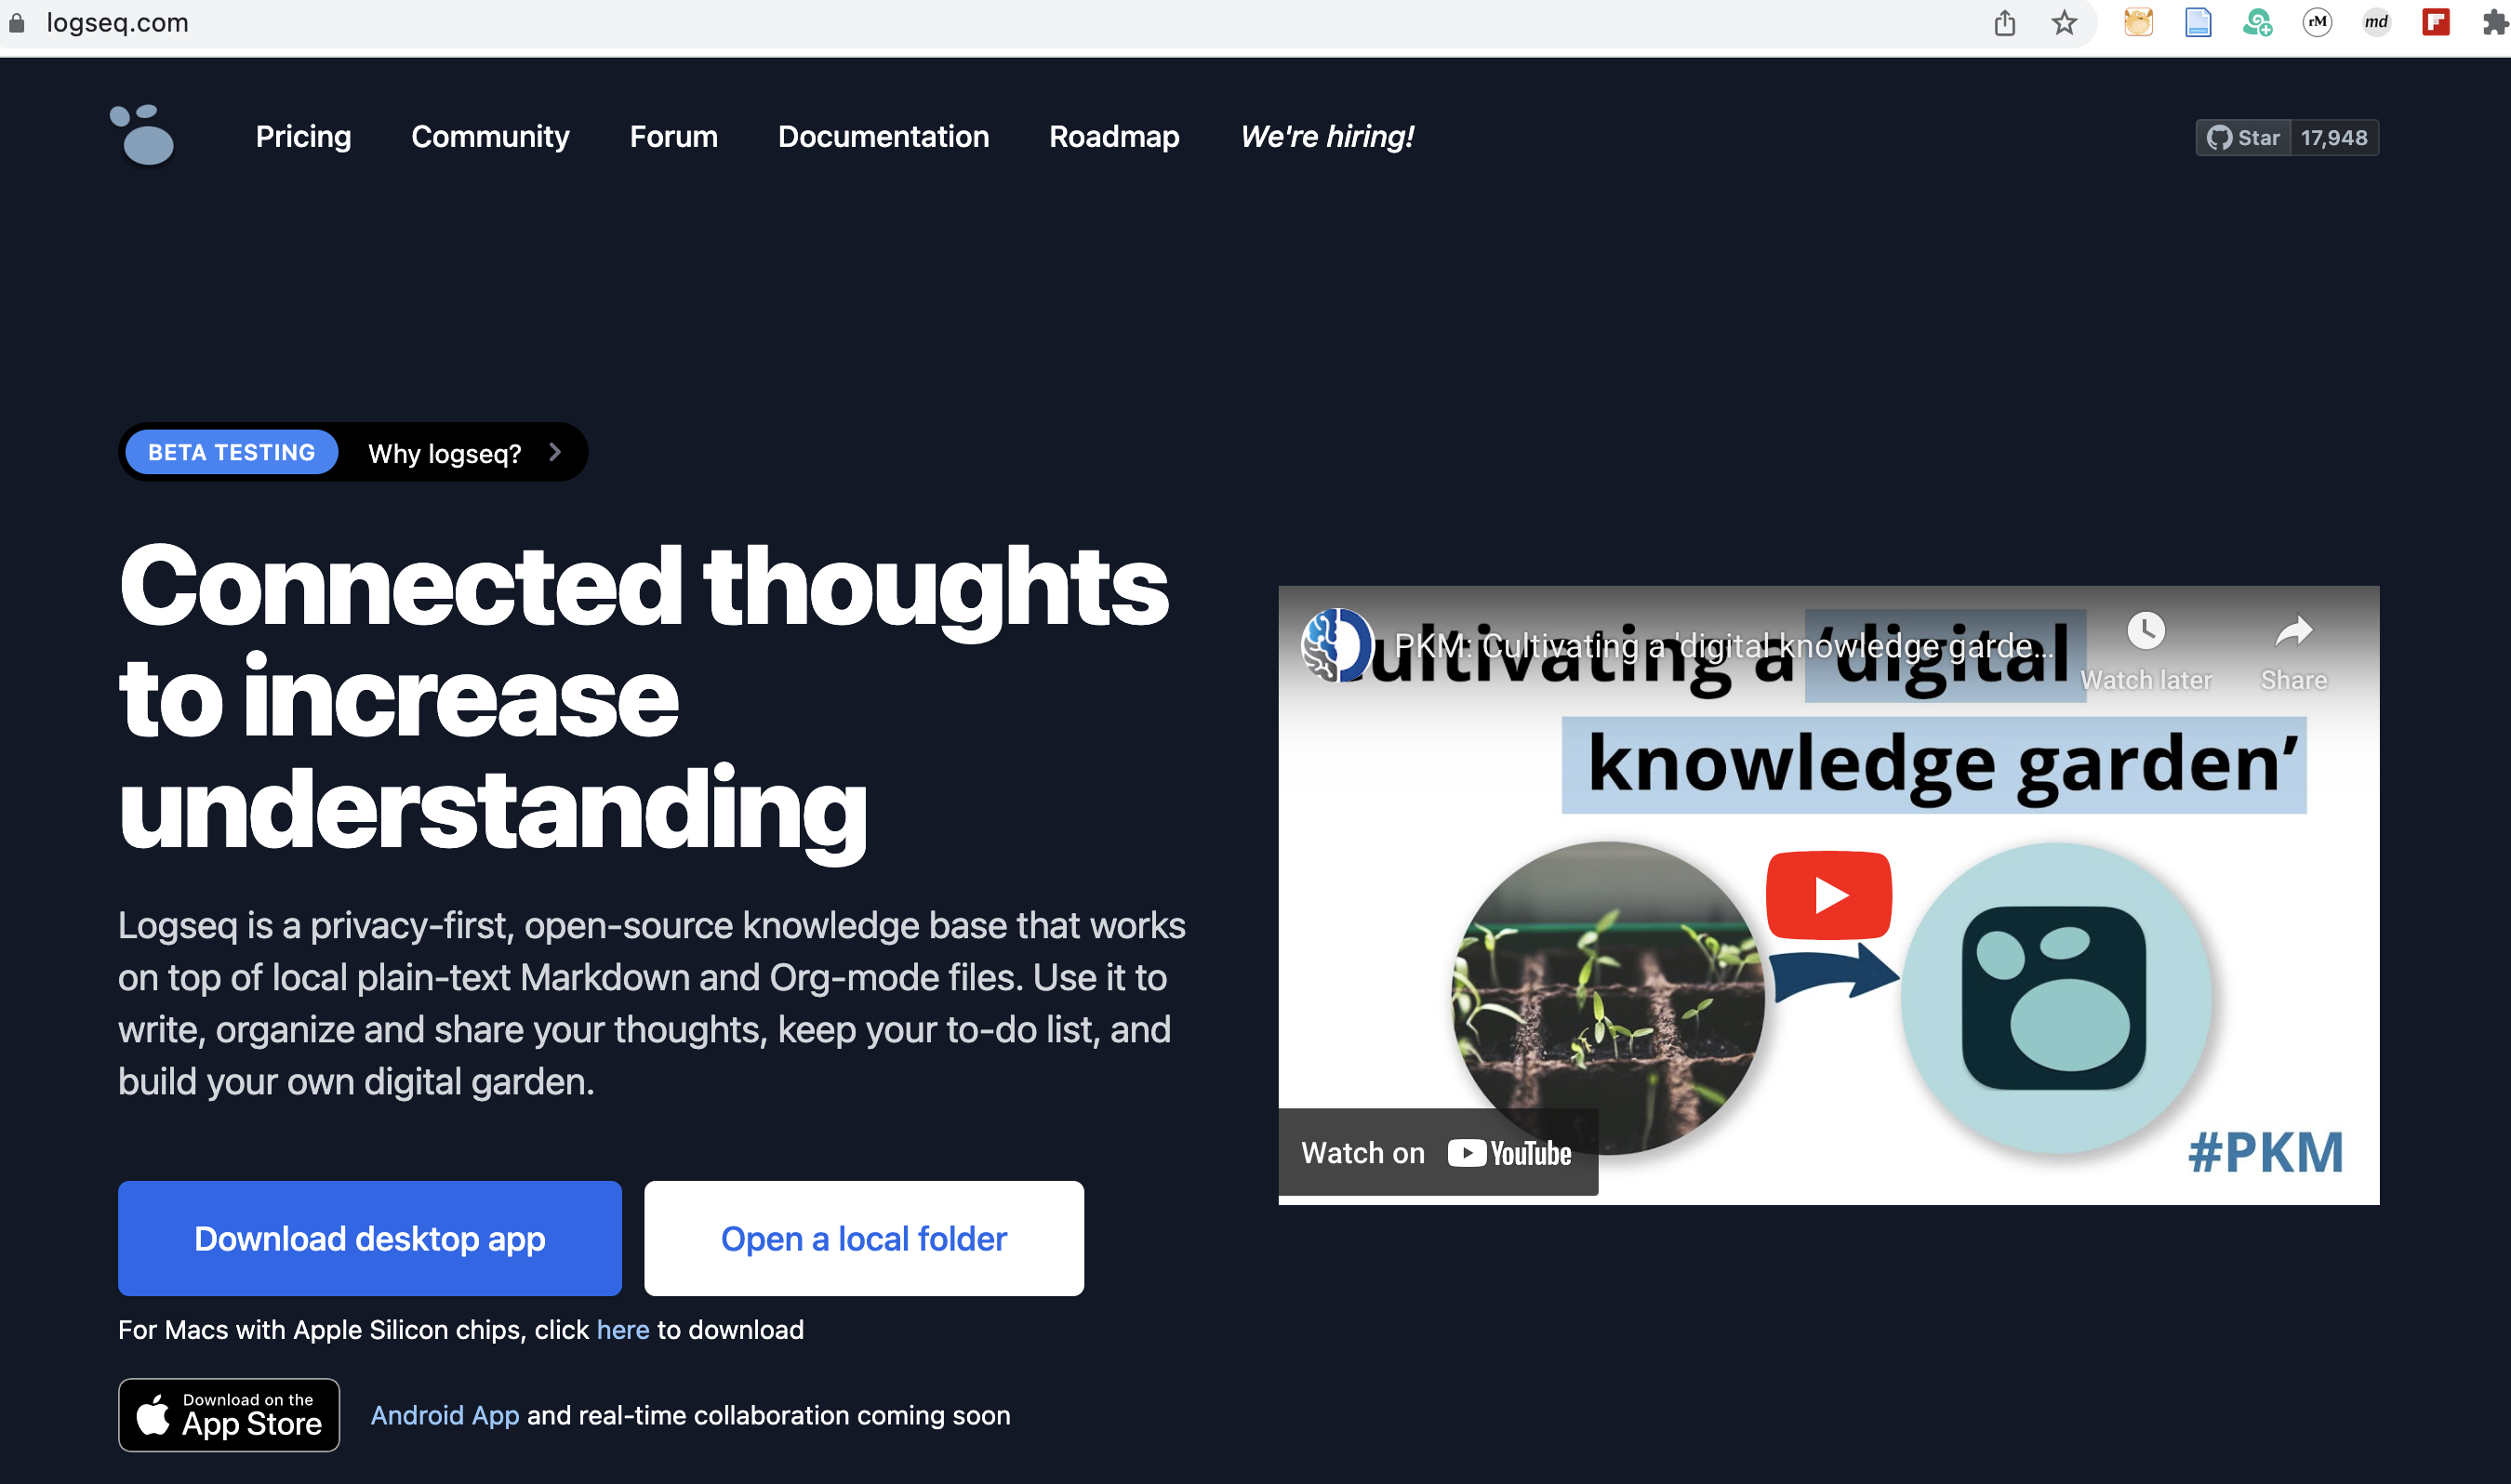 logseq.com
rM
md
Pricing
Community
Forum
Documentation
Roadmap
We're hiring!
Star
17,948
BETA TESTING
Why logseq?
Connected thoughts
to increase
understanding
Logseq is a privacy-first, open-source knowledge base that works
on top of local plain-text Markdown and Org-mode files. Use it to
write, organize and share your thoughts, keep your to-do list, and
build your own digital garden.
Download desktop app
Open a local folder
For Macs with Apple Silicon chips, click here to download
Download on the
App Store
Android App and real-time collaboration coming soon
PKM: Cultivating a 'digital knowledge garde...
Watch later
Share
ultivating a ‘digital
knowledge garden’
#PKM
Watch on YouTube